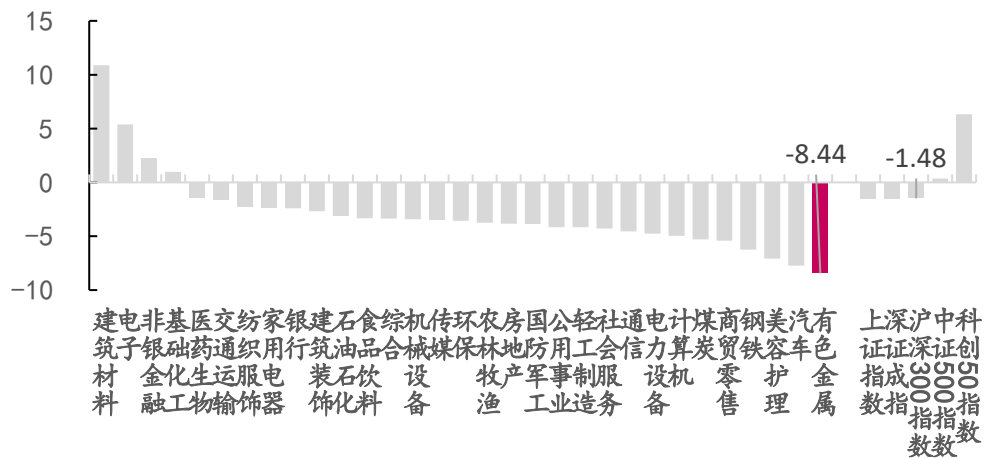 15
10
5
0
-5
-10
-8.44
-1.48
建筑材料
电子
非银金融
基础化工
医药生物
交通运输
纺织服饰
家用电器
银行
建筑装饰
石油石化
食品饮料
综合
机械设备
传媒
环保
农林牧渔
房地产
国防军工
公用事业
轻工制造
社会服务
通信
电力设备
计算机
煤炭
商贸零售
钢铁
美容护理
汽车
有色金属
上证指数
深证成指
沪深300指数
中证500指数
科创50指数